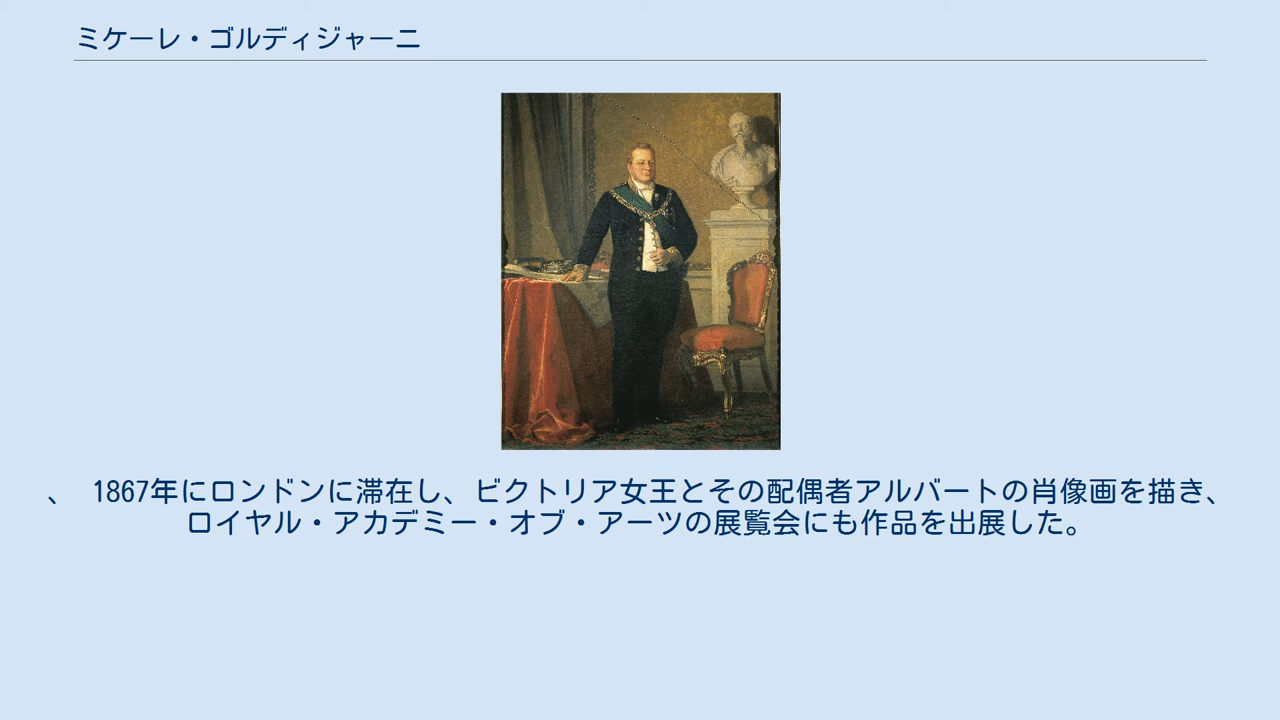 ミケーレ・ゴルディジャーニ
、 1867年にロンドンに滞在し、ビクトリア女王とその配偶者アルバートの肖像画を描き、
ロイヤル・アカデミー・オブ・アーツの展覧会にも作品を出展した。